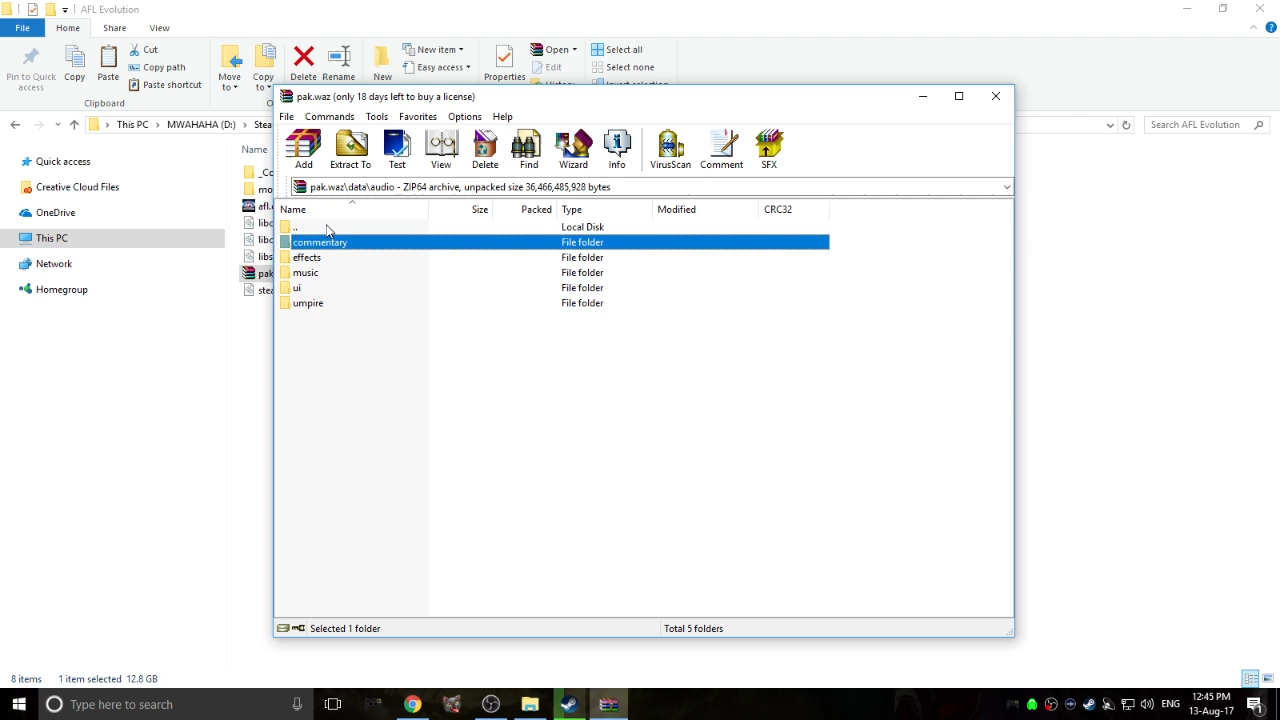 AFL Evolution
File Home Share View
Pin to Quick access
Copy
Paste
Cut
Copy path
Paste shortcut
Move to
Copy to
Delete
Rename
New
New item
Easy access
Properties
Open
Edit
Select all
Select none
Clipboard
This PC MWAHAHA (D:)
Search AFL Evolution
Quick access
Creative Cloud Files
OneDrive
This PC
Network
Homegroup
Name
pak.waz (only 18 days left to buy a license)
File Commands Tools Favorites Options Help
Add Extract To Test View Delete Find Wizard Info VirusScan Comment SFX
pak.waz\data\audio - ZIP64 archive, unpacked size 36,466,485,928 bytes
Name Size Packed Type Modified CRC32
.. Local Disk
commentary File folder
effects File folder
music File folder
ui File folder
umpire File folder
Selected 1 folder Total 5 folders
8 items 1 item selected 12.8 GB
Type here to search
ENG
12:45 PM
13-Aug-17